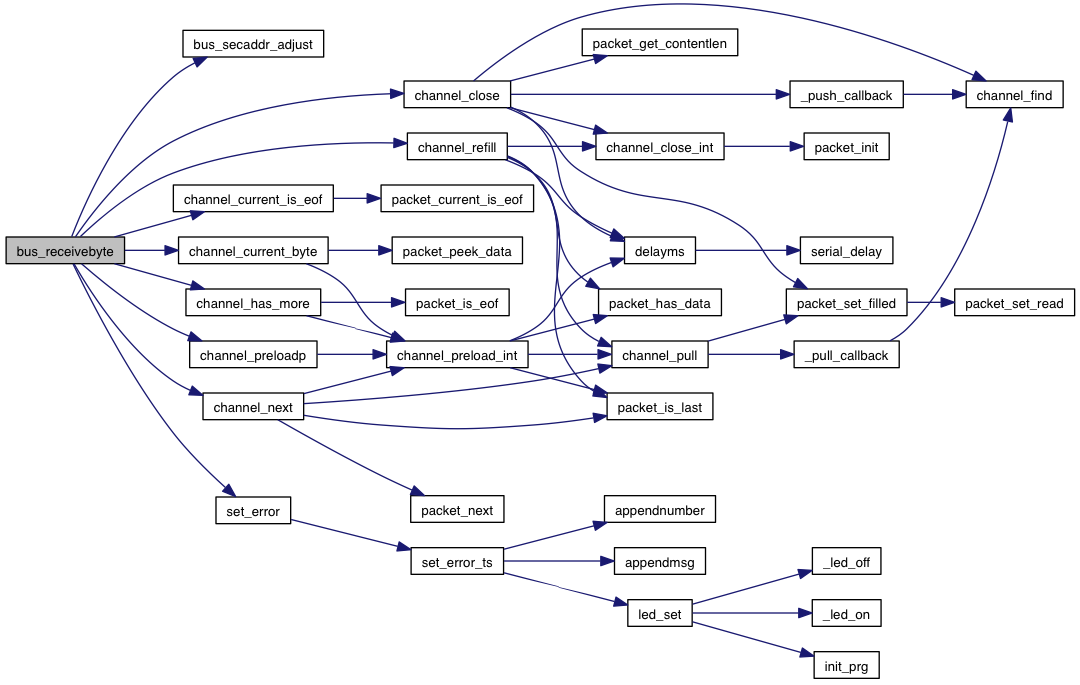 bus_secaddr_adjust
packet_get_contentlen
channel_close
_push_callback
channel_find
channel_refill
channel_close_int
packet_init
channel_current_is_eof
packet_current_is_eof
bus_receivebyte
channel_current_byte
packet_peek_data
delayms
serial_delay
channel_has_more
packet_is_eof
packet_has_data
packet_set_filled
packet_set_read
channel_preloadp
channel_preload_int
channel_pull
_pull_callback
channel_next
packet_is_last
set_error
packet_next
appendnumber
set_error_ts
appendmsg
_led_off
led_set
_led_on
init_prg